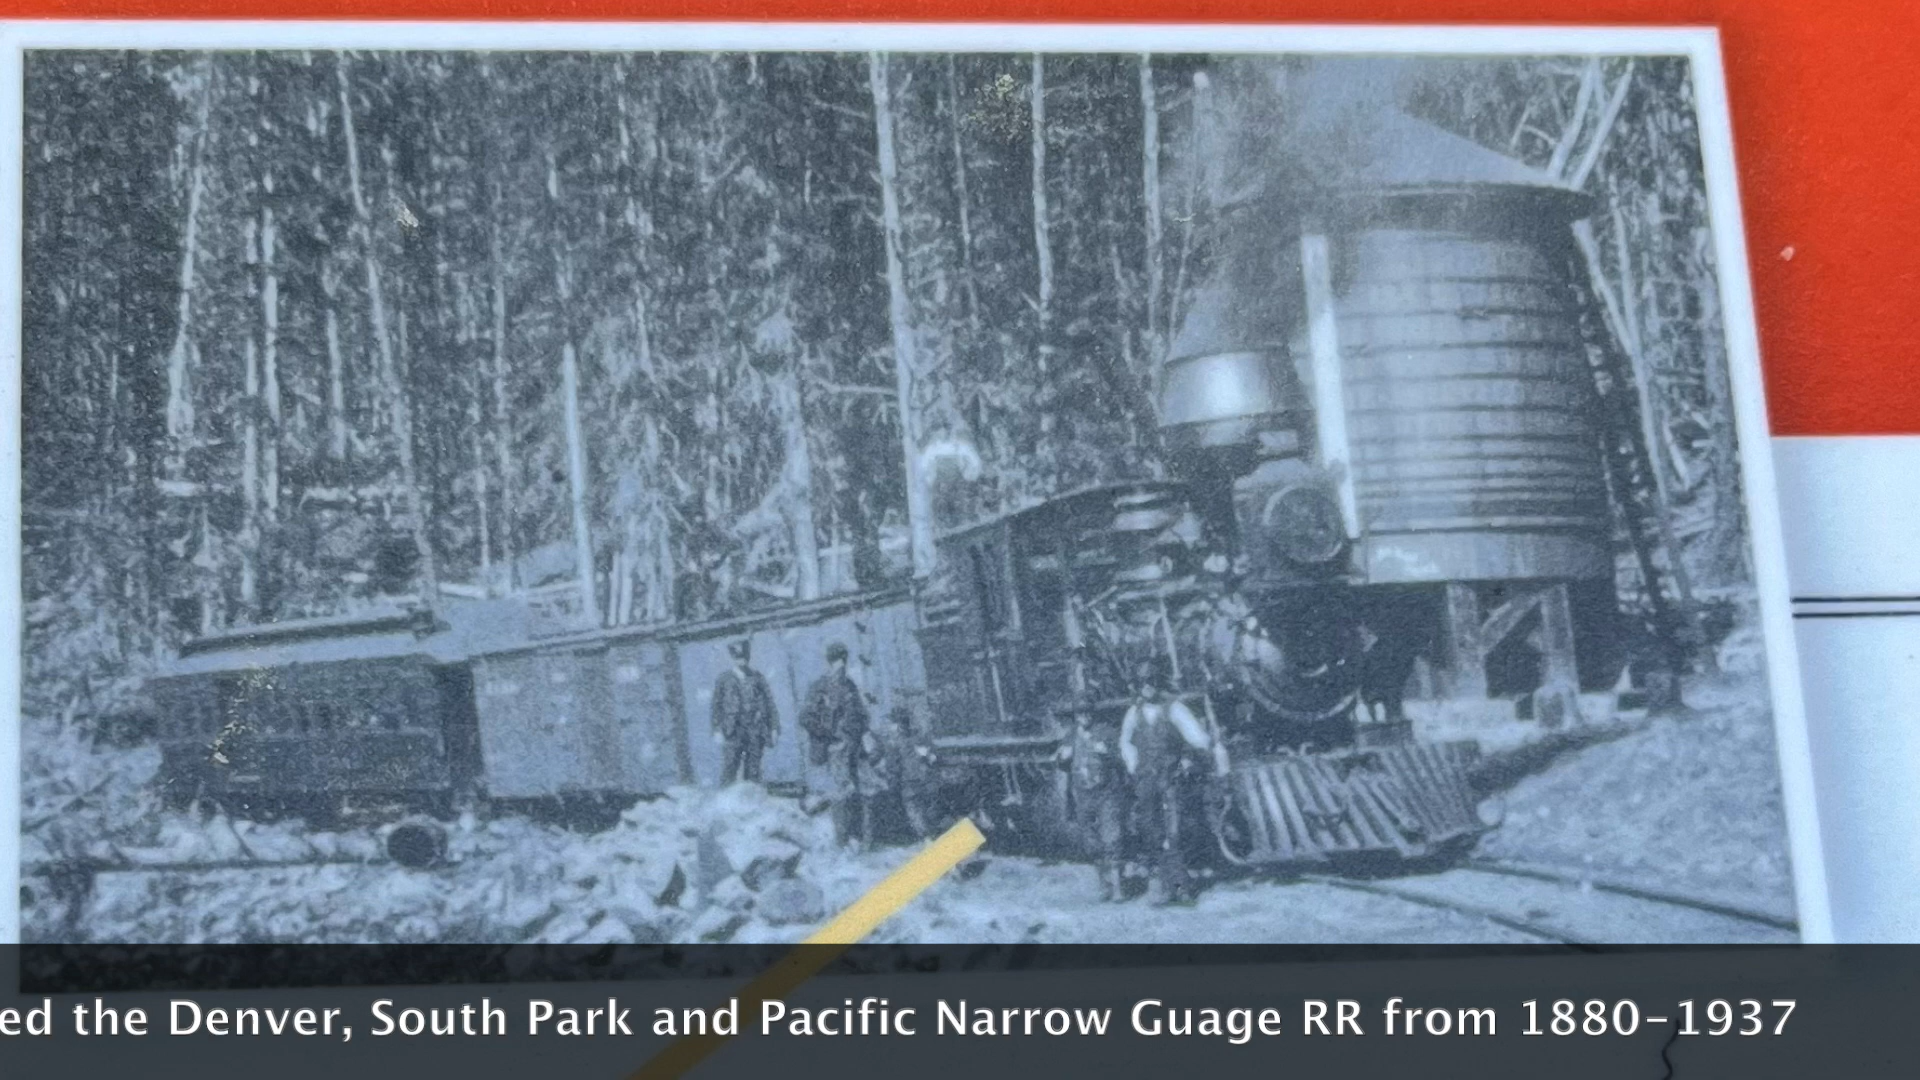 ed the Denver, South Park and Pacific Narrow Guage RR from 1880-1937